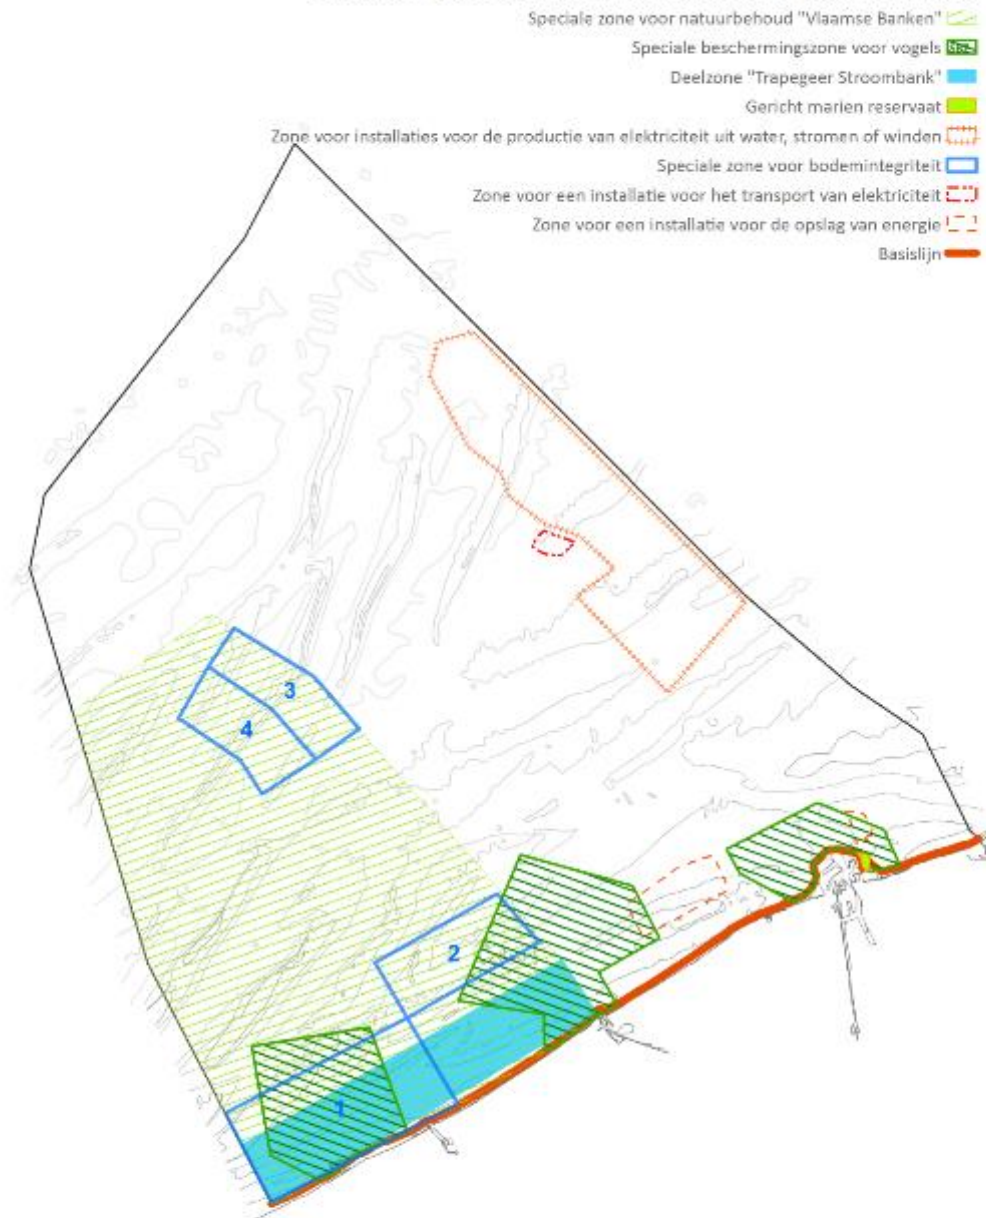 Speciale zone voor natuurbehoud "Vlaamse Banken"
Speciale beschermingszone voor vogels
Deelzone "Trapegeer Stroombank"
Gericht marien reservaat
Zone voor installaties voor de productie van elektriciteit uit water, stromen of winden
Speciale zone voor bodemintegriteit
Zone voor een installatie voor het transport van elektriciteit
Zone voor een installatie voor de opslag van energie
Basislijn
3
4
2
1